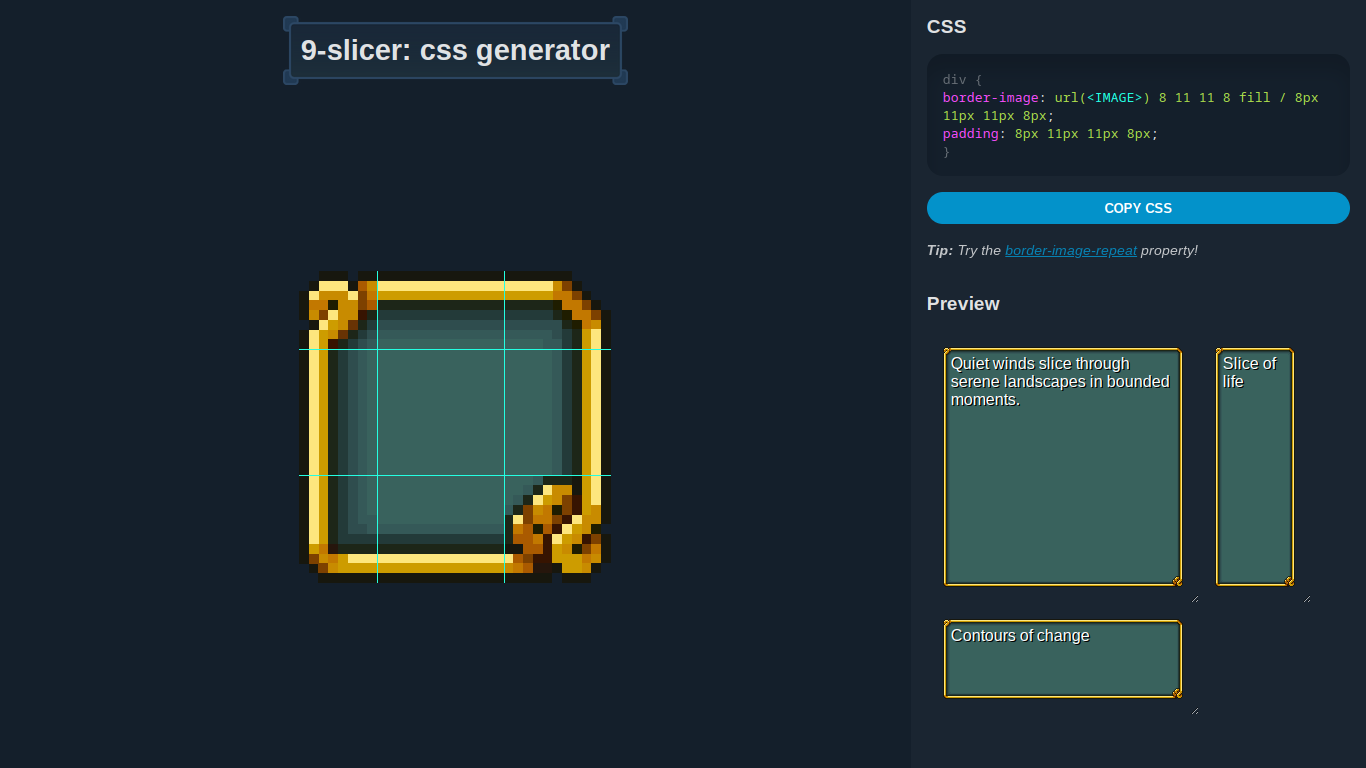 9-slicer: css generator
CSS
div {
border-image: url(<IMAGE>) 8 11 11 8 fill / 8px
11px 11px 8px;
padding: 8px 11px 11px 8px;
}
COPY CSS
Tip: Try the border-image-repeat property!
Preview
Quiet winds slice through
serene landscapes in bounded
moments.
Slice of
life
Contours of change